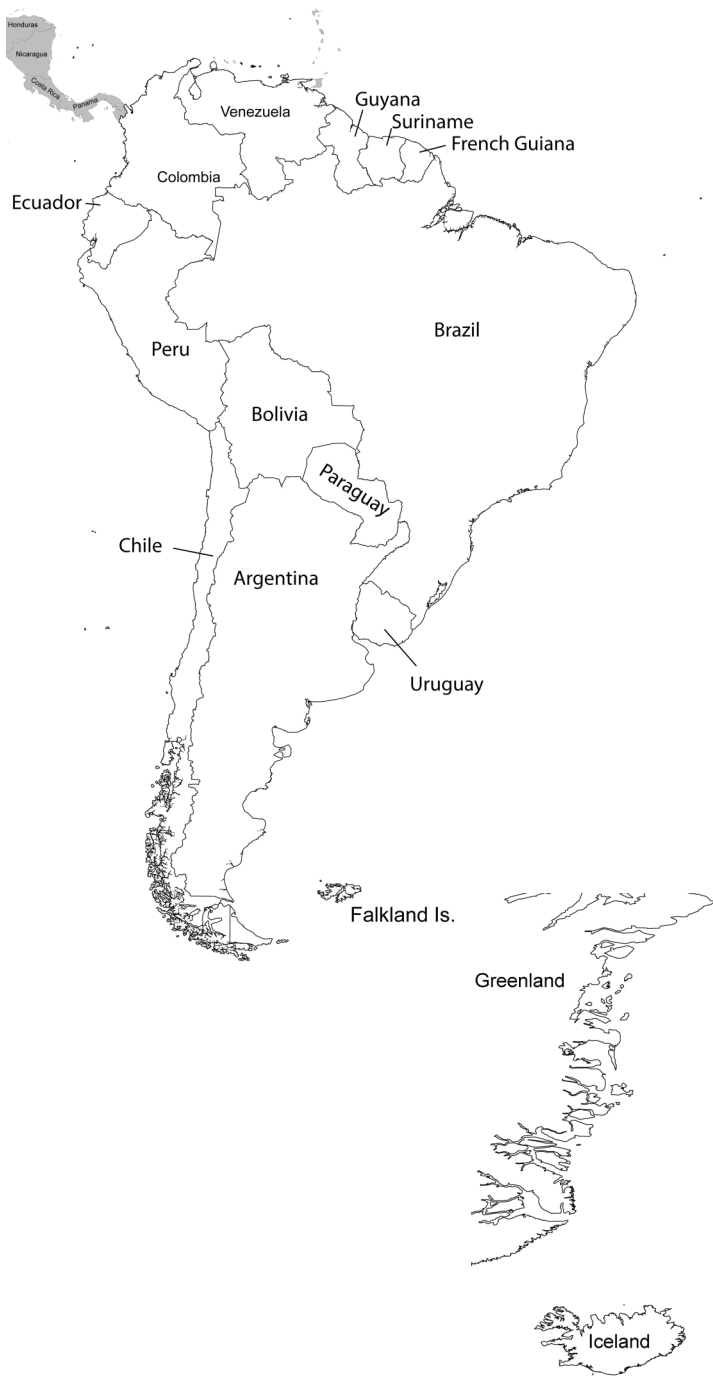 Honduras
Nicaragua
Costa Rica
Panama
Venezuela
Guyana
Suriname
French Guiana
Colombia
Ecuador
Brazil
Peru
Bolivia
Paraguay
Chile
Argentina
Uruguay
Falkland Is.
Greenland
Iceland